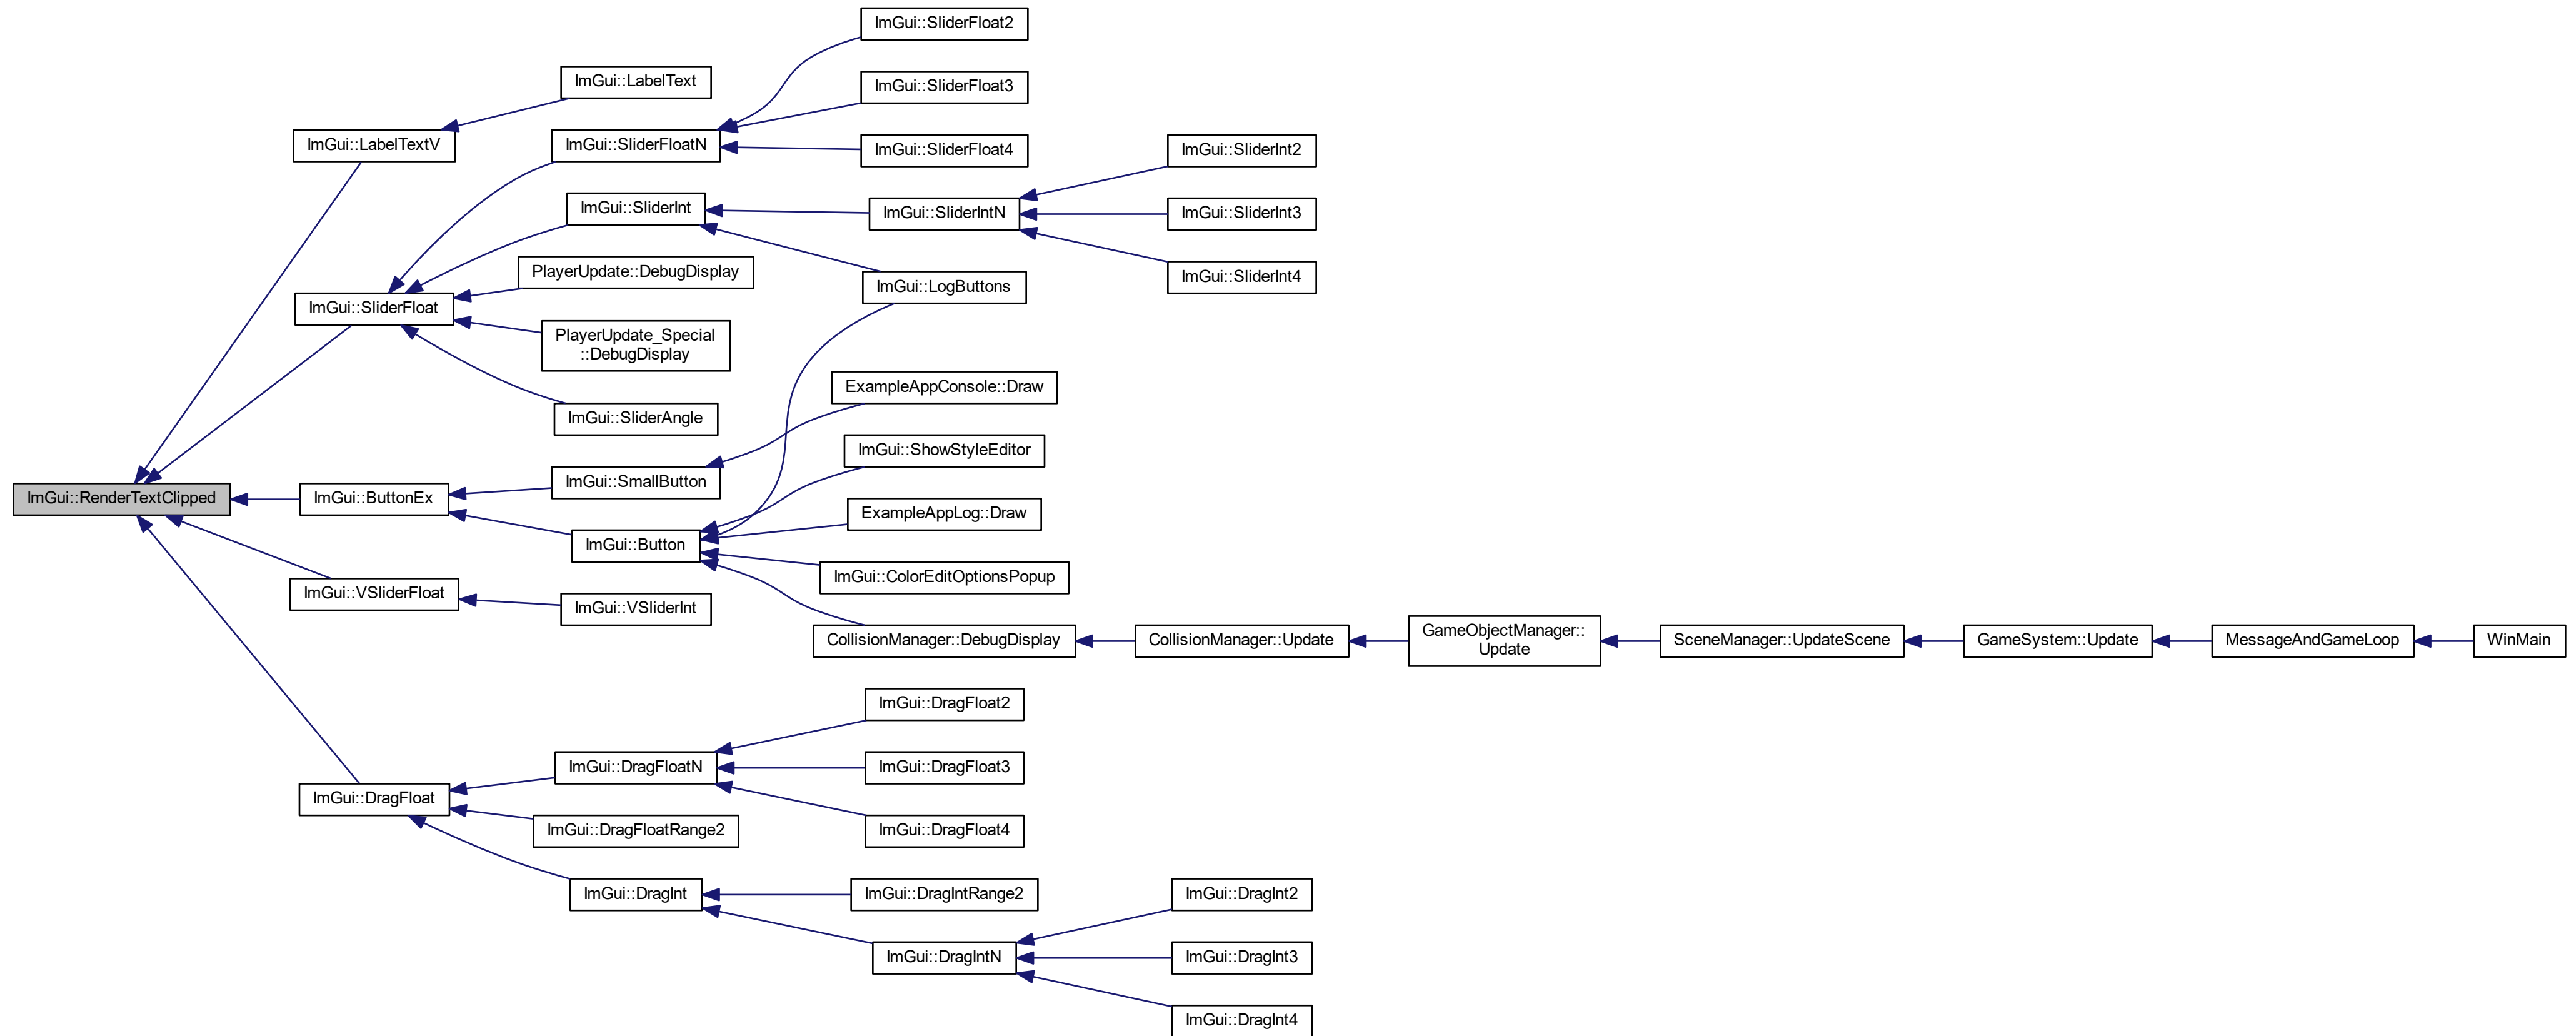 ImGui::SliderFloat2
ImGui::LabelText
ImGui::SliderFloat3
ImGui::LabelTextV
ImGui::SliderFloatN
ImGui::SliderFloat4
ImGui::SliderInt2
ImGui::SliderInt
ImGui::SliderIntN
ImGui::SliderInt3
PlayerUpdate::DebugDisplay
ImGui::LogButtons
ImGui::SliderInt4
ImGui::SliderFloat
PlayerUpdate_Special
::DebugDisplay
ExampleAppConsole::Draw
ImGui::SliderAngle
ImGui::ShowStyleEditor
ImGui::SmallButton
ImGui::RenderTextClipped
ImGui::ButtonEx
ExampleAppLog::Draw
ImGui::Button
ImGui::ColorEditOptionsPopup
ImGui::VSliderFloat
ImGui::VSliderInt
CollisionManager::DebugDisplay
CollisionManager::Update
GameObjectManager::
Update
SceneManager::UpdateScene
GameSystem::Update
MessageAndGameLoop
WinMain
ImGui::DragFloat2
ImGui::DragFloatN
ImGui::DragFloat3
ImGui::DragFloat
ImGui::DragFloatRange2
ImGui::DragFloat4
ImGui::DragInt
ImGui::DragIntRange2
ImGui::DragInt2
ImGui::DragIntN
ImGui::DragInt3
ImGui::DragInt4